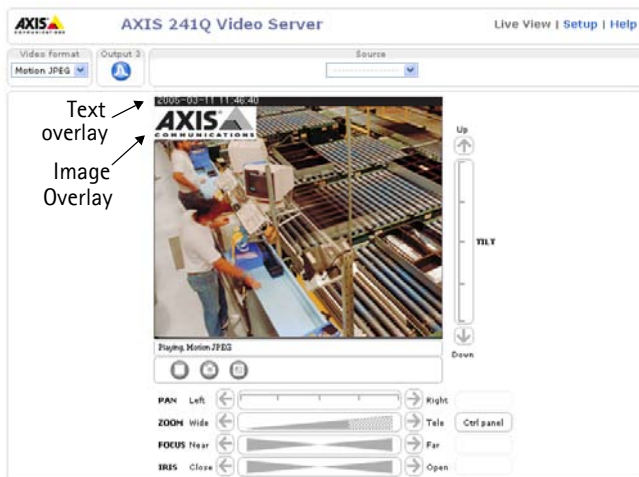 AXIS
COMMUNICATIONS
AXIS 241Q Video Server
Live View | Setup | Help
Video format
Output 3
Source
Motion JPEG
Text
overlay
Image
Overlay
2005-03-11 11:46:40
AXIS
COMMUNICATIONS
Up
TILT
Down
Playing, Motion JPEG
PAN Left Right
ZOOM Wide Tele Ctrl panel
FOCUS Near Far
IRIS Close Open